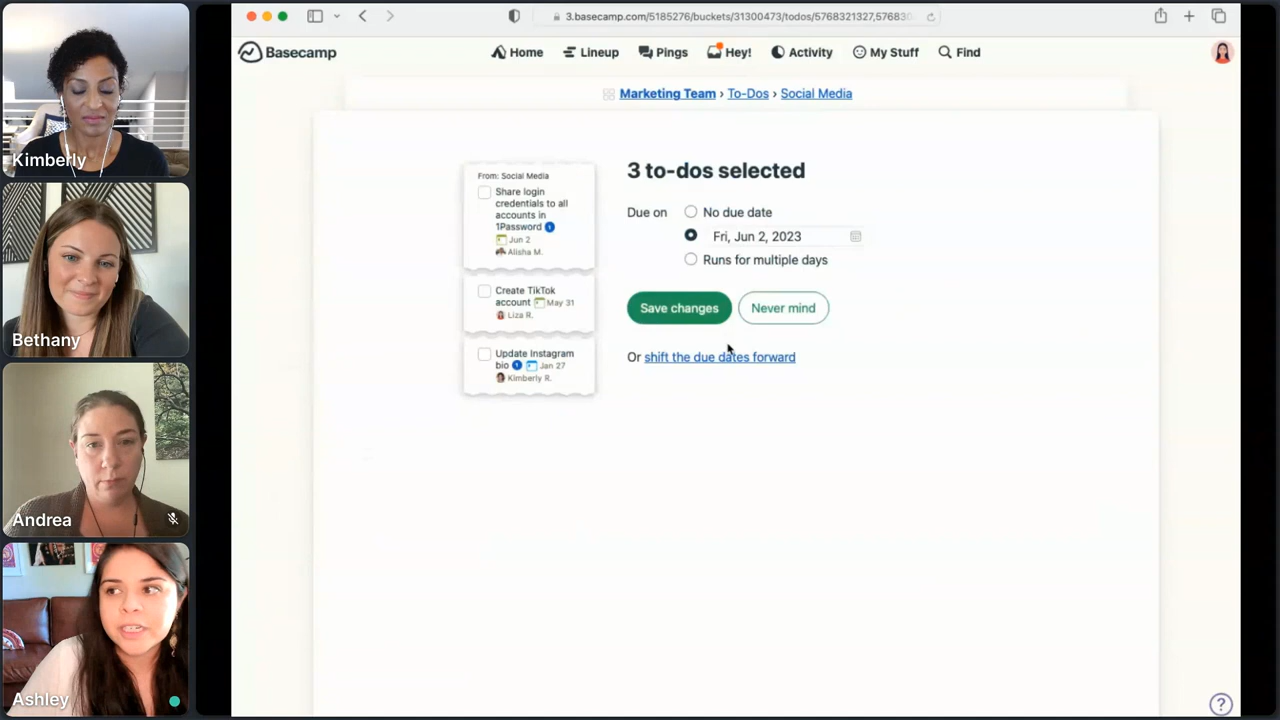 3.basecamp.com/5185276/buckets/31300473/todos/5768321327,57683
Basecamp
Home
Lineup
Pings
Hey!
Activity
My Stuff
Find
Marketing Team › To-Dos › Social Media
From: Social Media
Share login
credentials to all
accounts in
1Password 1
Jun 2
Alisha M.
Create TikTok
account May 31
Liza R.
Update Instagram
bio 1 Jan 27
Kimberly R.
3 to-dos selected
Due on
No due date
Fri, Jun 2, 2023
Runs for multiple days
Save changes
Never mind
Or shift the due dates forward
?
Kimberly
Bethany
Andrea
Ashley